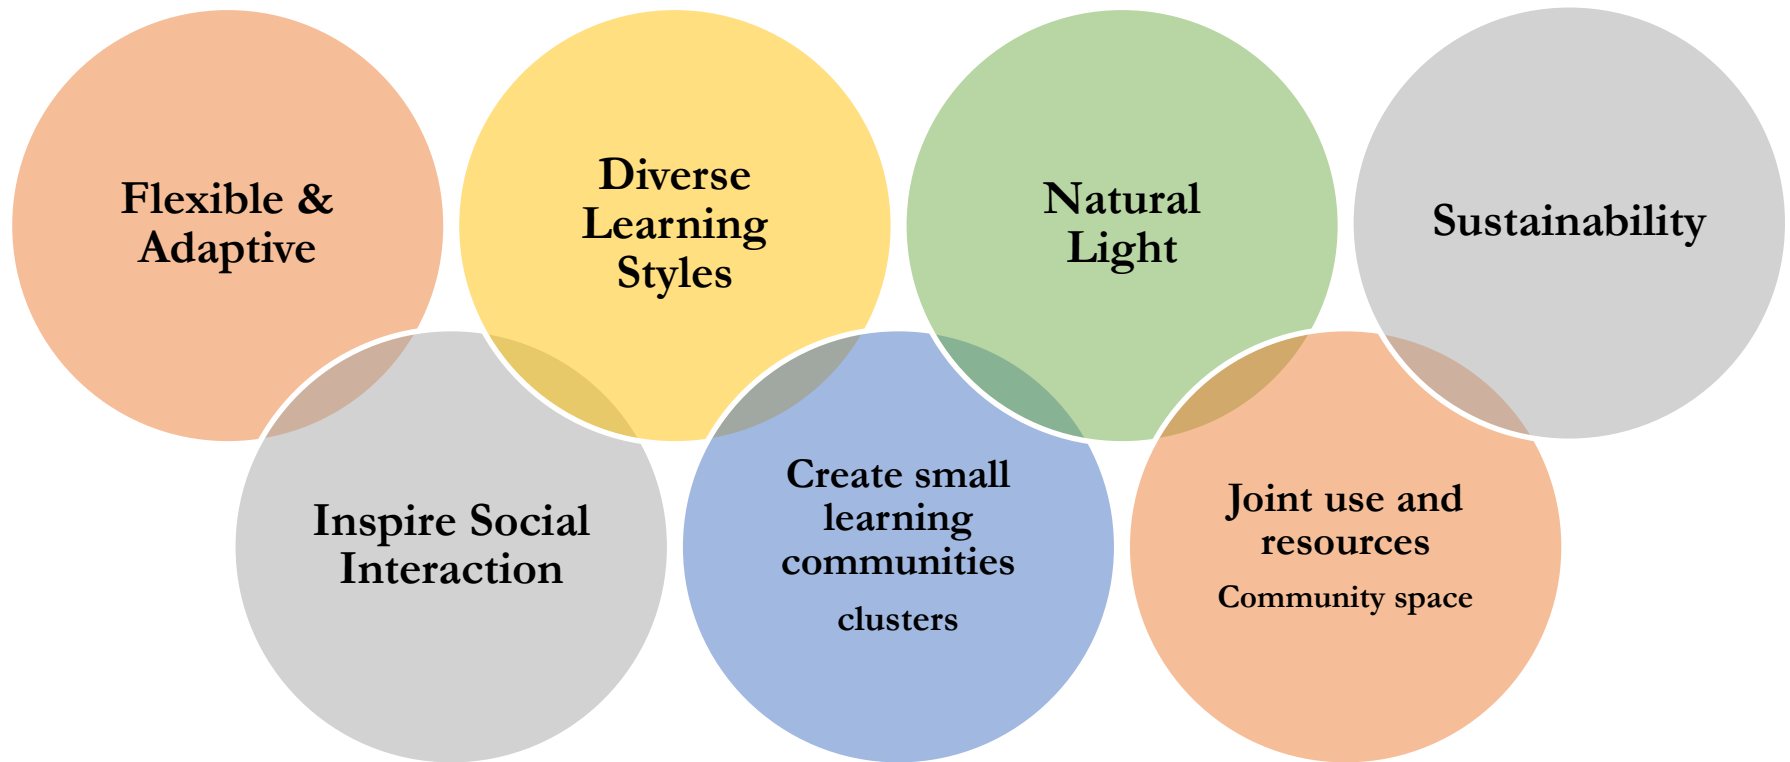 Flexible &
Adaptive
Diverse
Learning
Styles
Natural
Light
Sustainability
Inspire Social
Interaction
Create small
learning
communities
clusters
Joint use and
resources
Community space